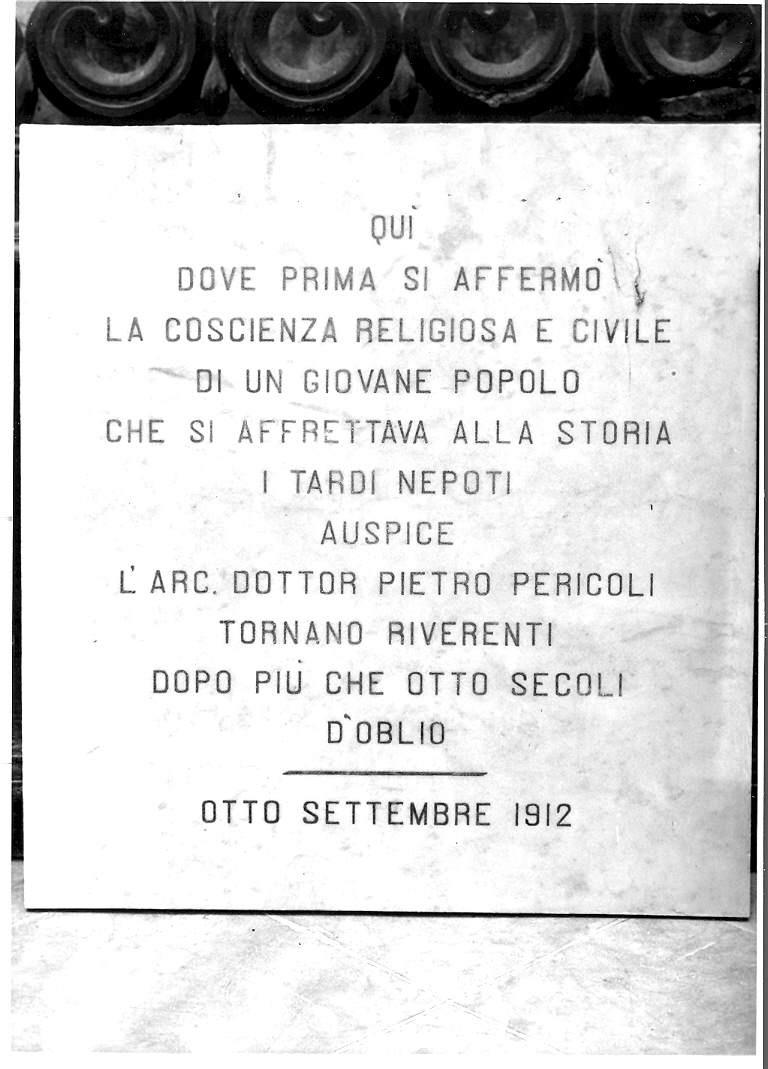 QUÌ
DOVE PRIMA SI AFFERMÒ
LA COSCIENZA RELIGIOSA E CIVILE
DI UN GIOVANE POPOLO
CHE SI AFFRETTAVA ALLA STORIA
I TARDI NEPOTI
AUSPICE
L'ARC. DOTTOR PIETRO PERICOLI
TORNANO RIVERENTI
DOPO PIÙ CHE OTTO SECOLI
D'OBLIO
OTTO SETTEMBRE 1912